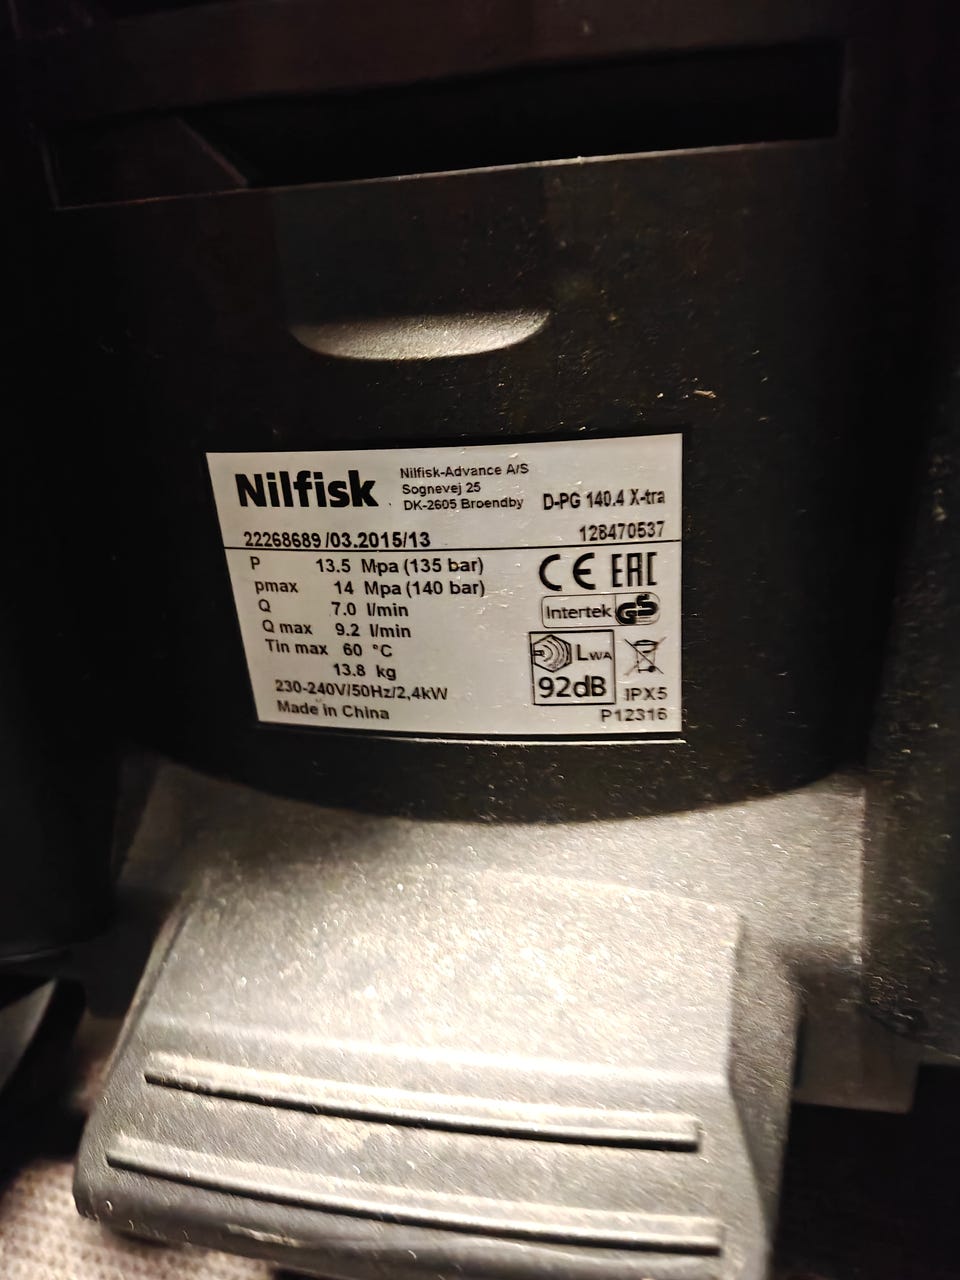 Nilfisk
Nilfisk-Advance A/S
Sognevej 25
DK-2605 Broendby
D-PG 140.4 X-tra
22268689 /03.2015/13
128470537
P 13.5 Mpa (135 bar)
pmax 14 Mpa (140 bar)
Q 7.0 l/min
Q max 9.2 l/min
Tin max 60 °C
13.8 kg
230-240V/50Hz/2,4kW
Made in China
CE EAC
Intertek GS
LWA
92dB
IPX5
P12316